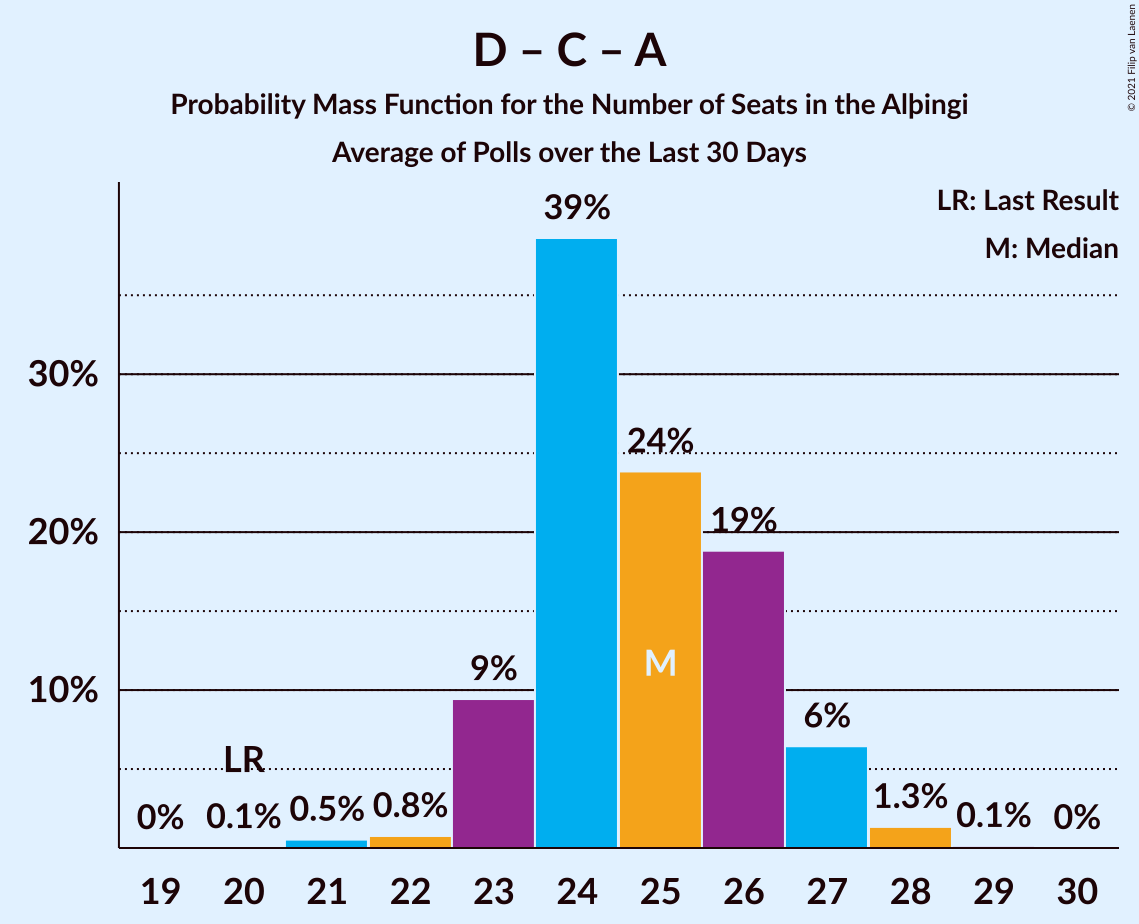 D – C – A
Probability Mass Function for the Number of Seats in the Alþingi
Average of Polls over the Last 30 Days
© 2021 Filip van Laenen
LR: Last Result
M: Median
39%
30%
24%
20%
19%
M
9%
10%
6%
LR
0%
0.1%
0.5%
0.8%
1.3%
0.1%
0%
19 20 21 22 23 24 25 26 27 28 29 30